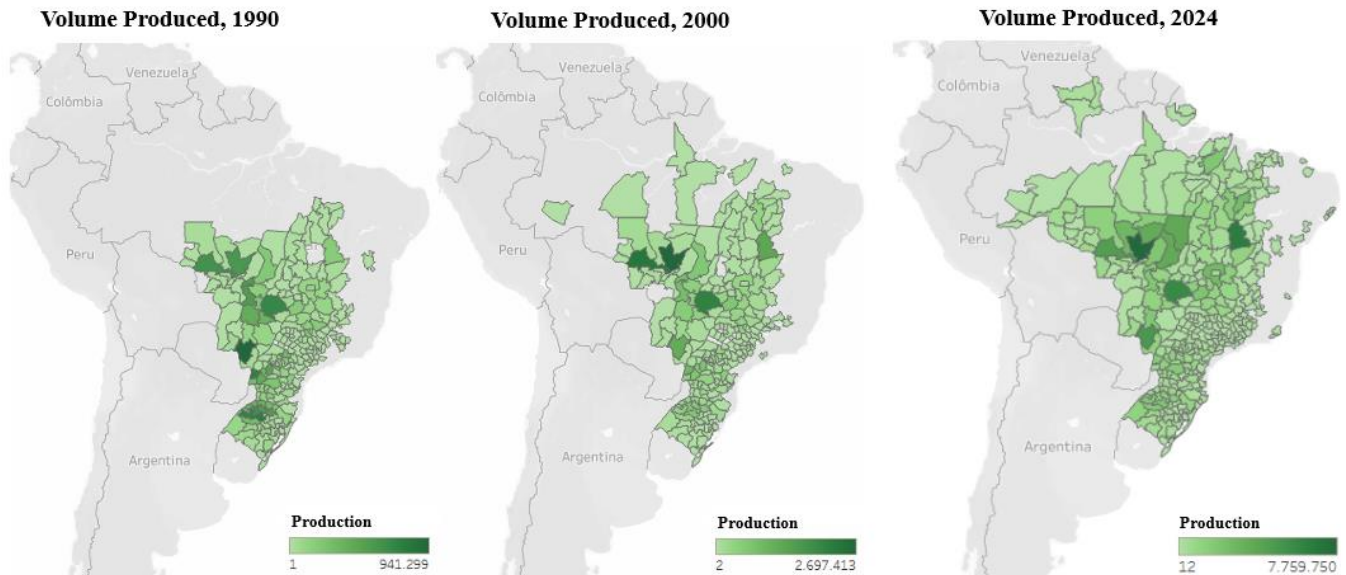 Volume Produced, 1990
Venezuela
Colômbia
Peru
Argentina
Production
1
941.299
Volume Produced, 2000
Venezuela
Colômbia
Peru
Argentina
Production
2
2.697.413
Volume Produced, 2024
Venezuela
Colômbia
Peru
Argentina
Production
12
7.759.750